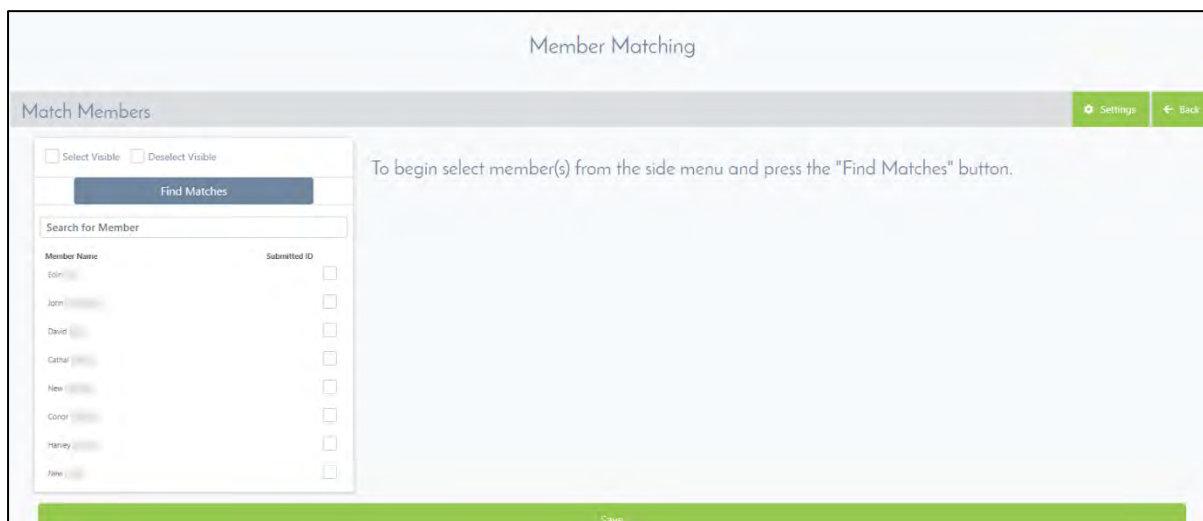 Member Matching
Match Members
Settings
Back
Select Visible Deselect Visible
Find Matches
To begin select member(s) from the side menu and press the "Find Matches" button.
Search for Member
Member Name Submitted ID
John
David
Cathal
New
Conor
Harvey
New
Save